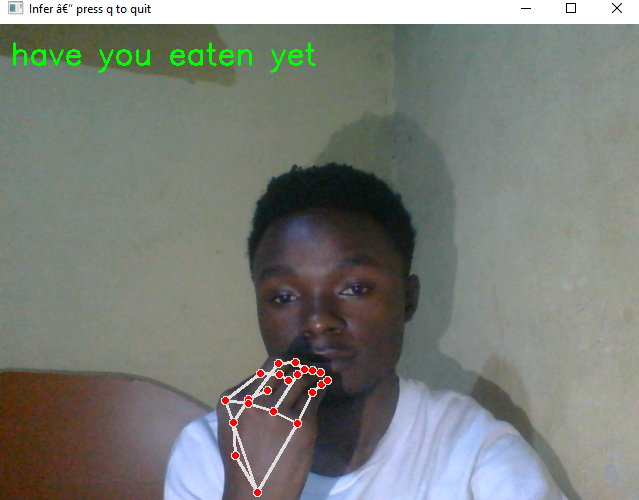 Infer â€” press q to quit
have you eaten yet